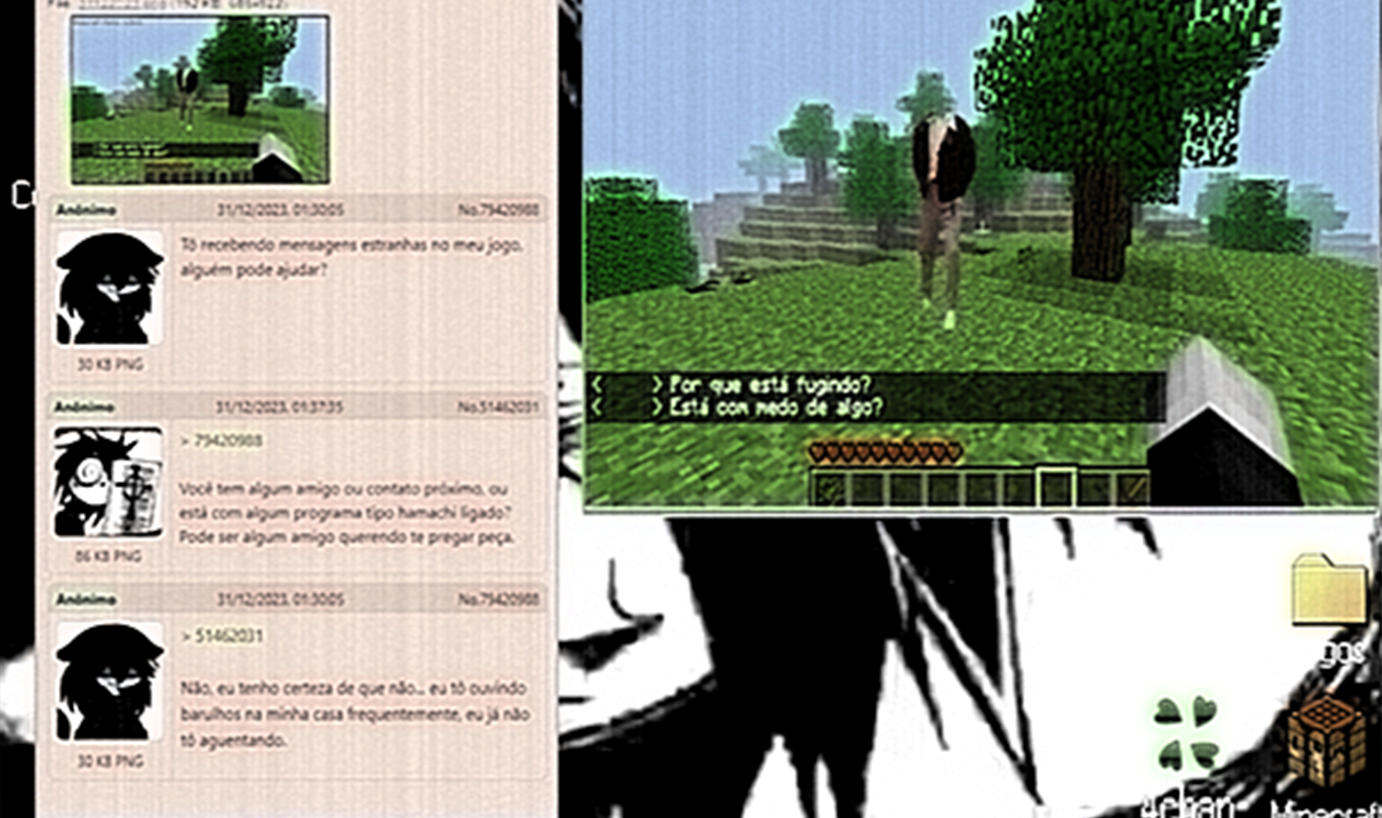 Anônimo 31/12/2023, 01:30:05 No.79420988
Tô recebendo mensagens estranhas no meu jogo,
alguém pode ajudar?
30 KB PNG
Anônimo 31/12/2023, 01:37:35 No.51462031
> 79420988
Você tem algum amigo ou contato próximo, ou
está com algum programa tipo hamachi ligado?
Pode ser algum amigo querendo te pregar peça.
86 KB PNG
Anônimo 31/12/2023, 01:30:05 No.79420988
> 51462031
Não, eu tenho certeza de que não... eu tô ouvindo
barulhos na minha casa frequentemente, eu já não
tô aguentando.
30 KB PNG
< > Por que está fugindo?
< > Está com medo de algo?
4chan
Minecraft